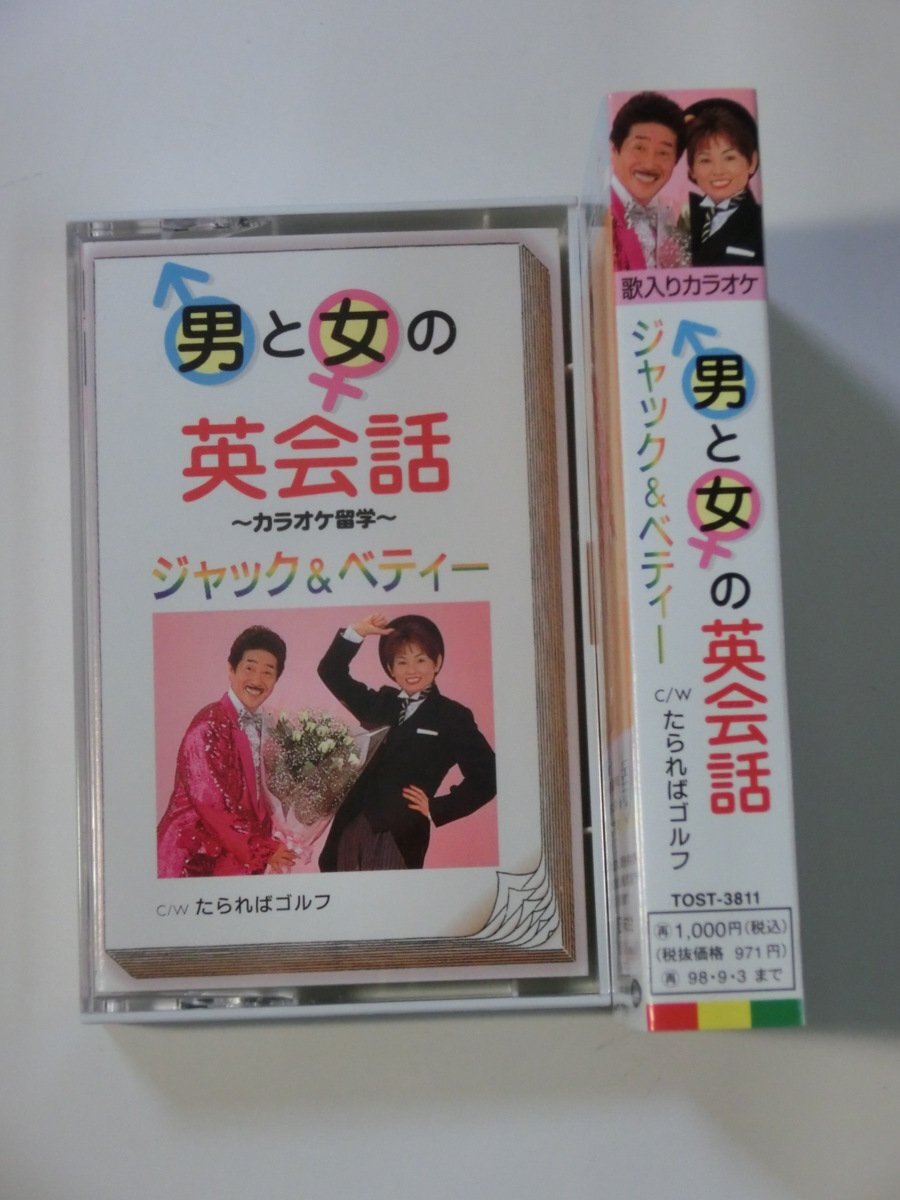 男と女の
英会話
～カラオケ留学～
ジャック&ベティー
C/W たらればゴルフ
歌入りカラオケ
男と女の英会話
ジャック&ベティー
C/W たらればゴルフ
TOST-3811
再 1,000円(税込)
(税抜価格 971円)
再 98・9・3 まで